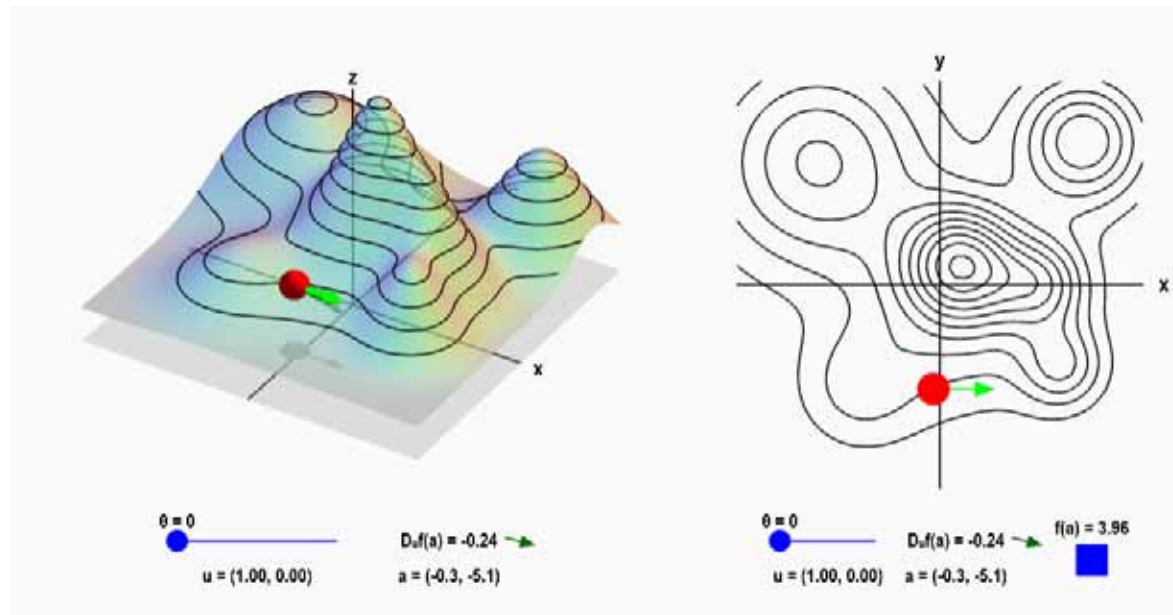 z
x
θ = 0
Duf(a) = -0.24
u = (1.00, 0.00)
a = (-0.3, -5.1)
y
x
θ = 0
Duf(a) = -0.24
f(a) = 3.96
u = (1.00, 0.00)
a = (-0.3, -5.1)